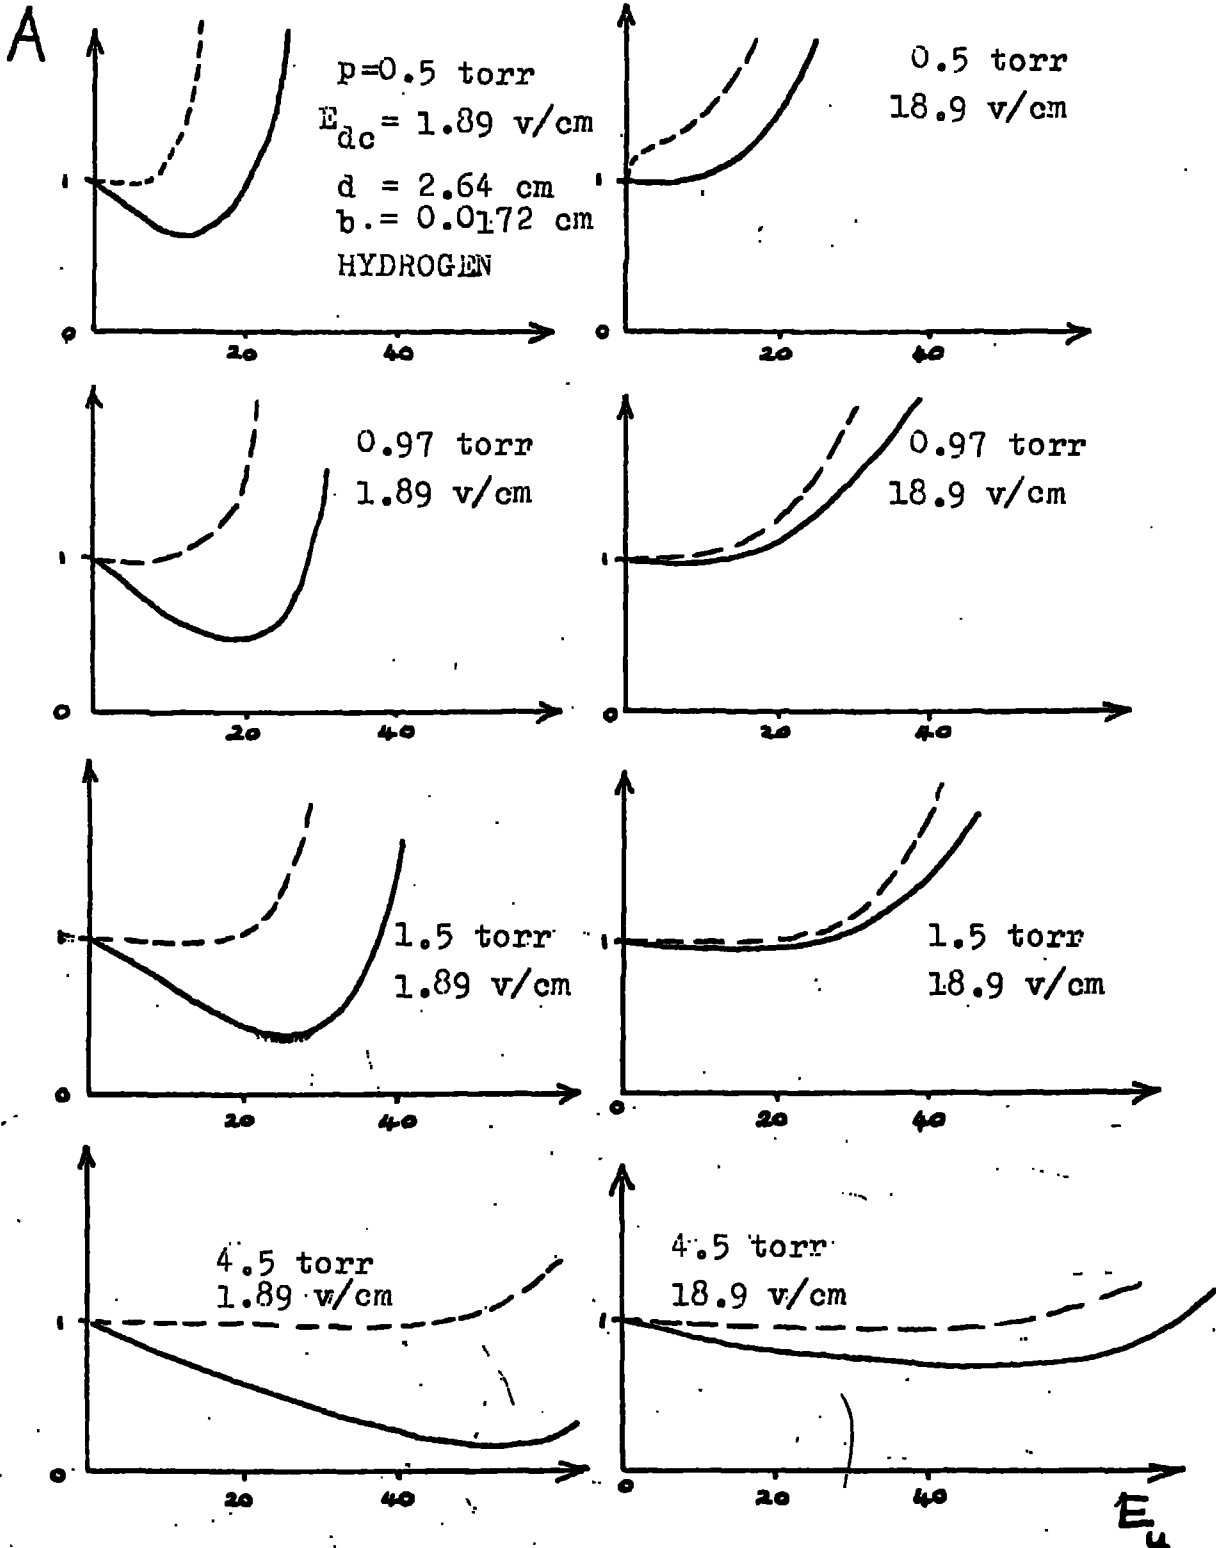 A
p=0.5 torr
Edc = 1.89 v/cm
d = 2.64 cm
b.= 0.0172 cm
HYDROGEN
1
0
20 40
0.5 torr
18.9 v/cm
1
0
20 40
0.97 torr
1.89 v/cm
1
0
20 40
0.97 torr
18.9 v/cm
1
0
20 40
1.5 torr
1.89 v/cm
1
0
20 40
1.5 torr
18.9 v/cm
1
0
20 40
4.5 torr
1.89 v/cm
1
0
20 40
4.5 torr
18.9 v/cm
1
0
20 40
Eu